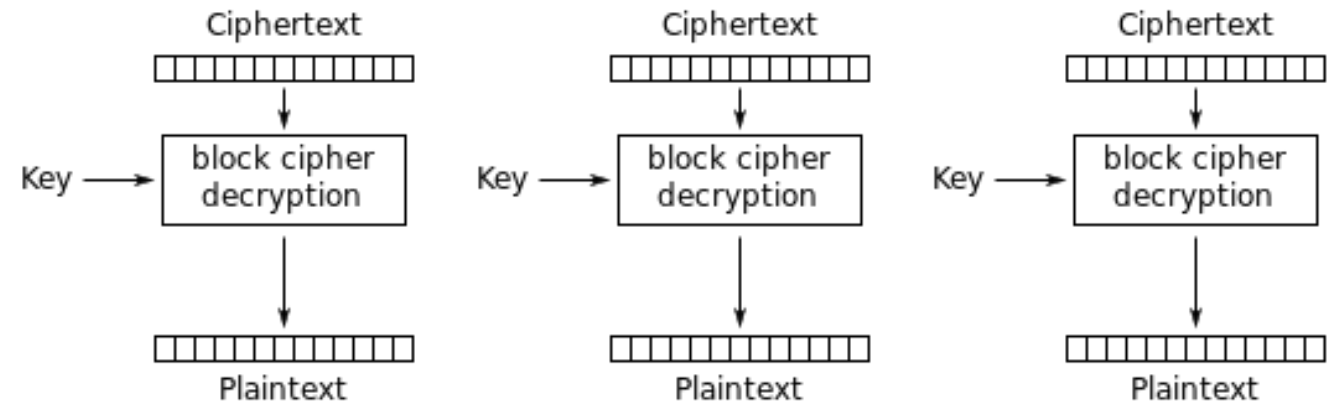 Ciphertext
Ciphertext
Ciphertext
Key
block cipher
decryption
Key
block cipher
decryption
Key
block cipher
decryption
Plaintext
Plaintext
Plaintext